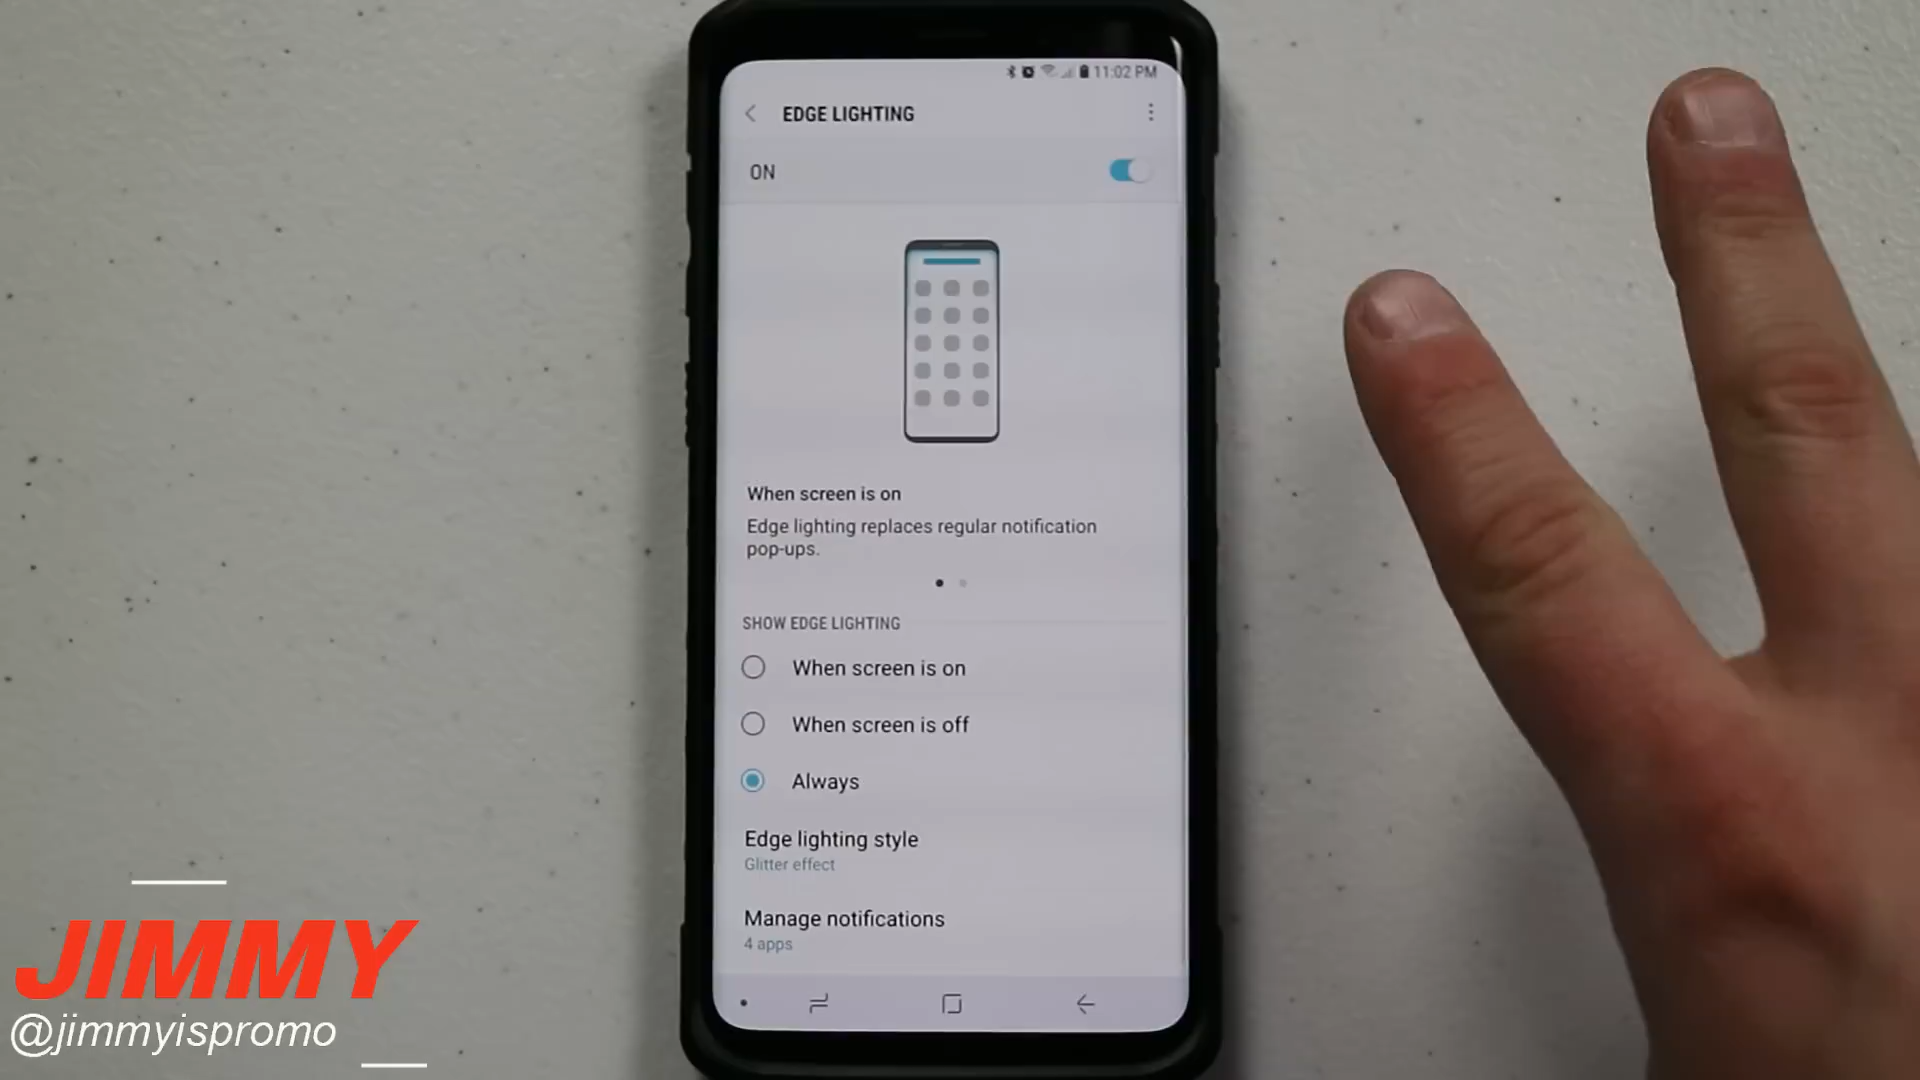 11:02 PM
EDGE LIGHTING
ON
When screen is on
Edge lighting replaces regular notification
pop-ups.
SHOW EDGE LIGHTING
When screen is on
When screen is off
Always
Edge lighting style
Glitter effect
Manage notifications
4 apps
JIMMY
@jimmyispromo